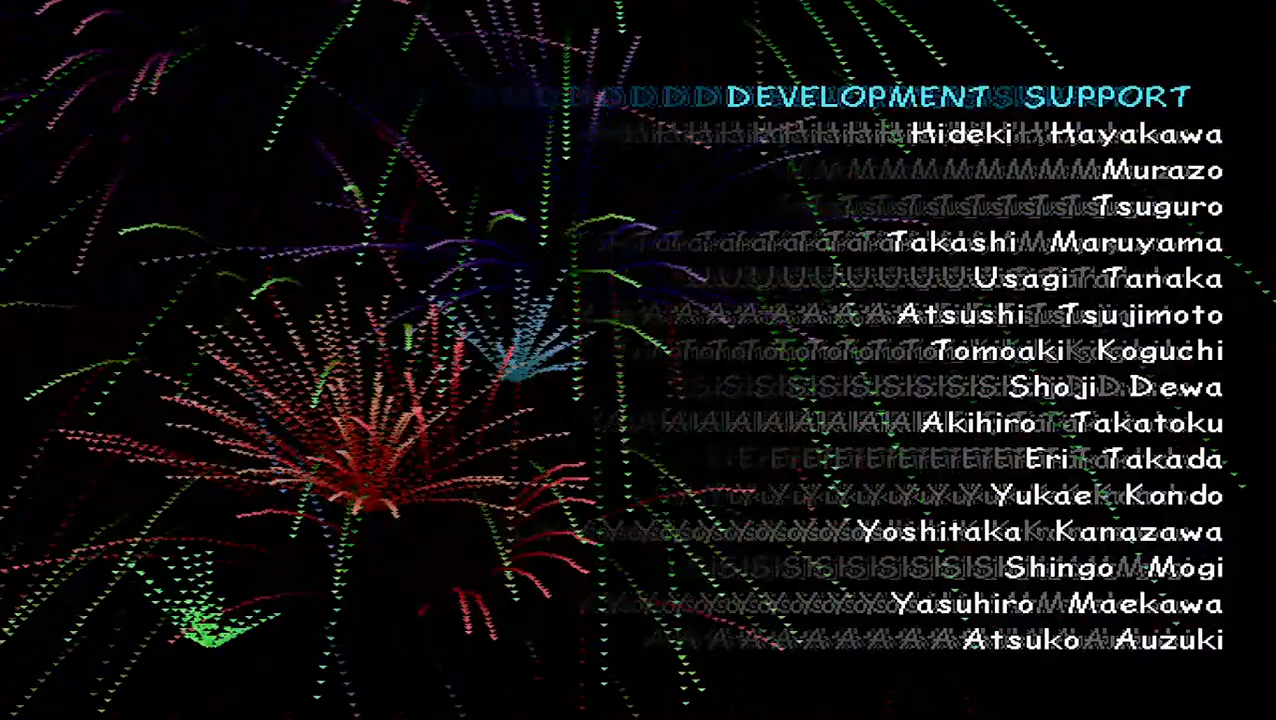 DEVELOPMENT SUPPORT
Hideki Hayakawa
Murazo
Tsuguro
Takashi Maruyama
Usagi Tanaka
Atsushi Tsujimoto
Tomoaki Koguchi
Shoji Dewa
Akihiro Takatoku
Eri Takada
Yukae Kondo
Yoshitaka Kanazawa
Shingo Mogi
Yasuhiro Maekawa
Atsuko Auzuki